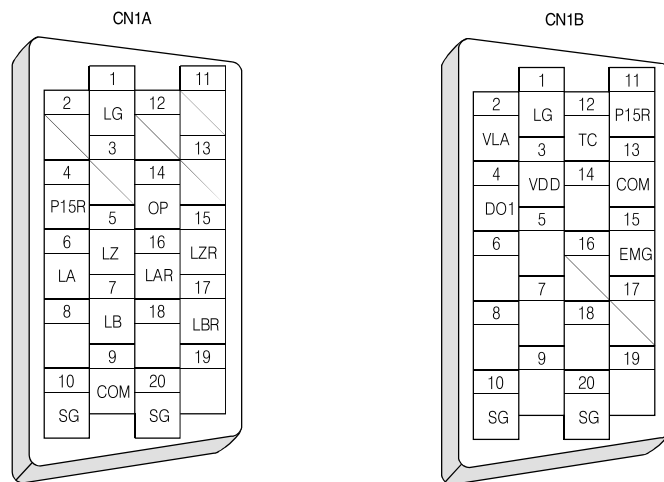 CN1A
1
11
2
12
LG
3
13
4
14
P15R
OP
5
15
6
16
LZ
LZR
LA
LAR
7
17
8
18
LB
LBR
9
19
10
20
COM
SG
SG
CN1B
1
11
2
12
LG
P15R
VLA
TC
3
13
4
14
VDD
COM
DO1
5
15
6
16
EMG
7
17
8
18
9
19
10
20
SG
SG